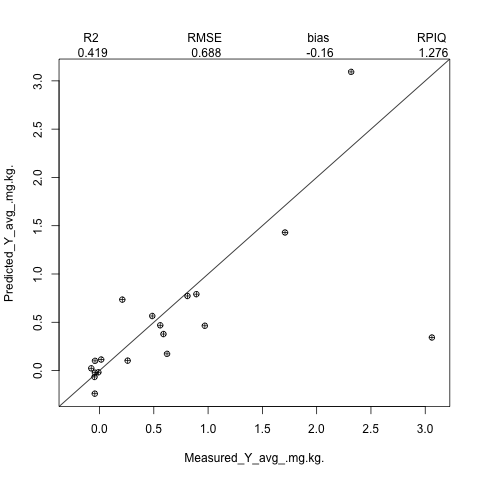 R2 RMSE bias RPIQ
0.419 0.688 -0.16 1.276
3.0
2.5
2.0
1.5
1.0
0.5
0.0
Predicted_Y_avg_.mg.kg.
0.0 0.5 1.0 1.5 2.0 2.5 3.0
Measured_Y_avg_.mg.kg.